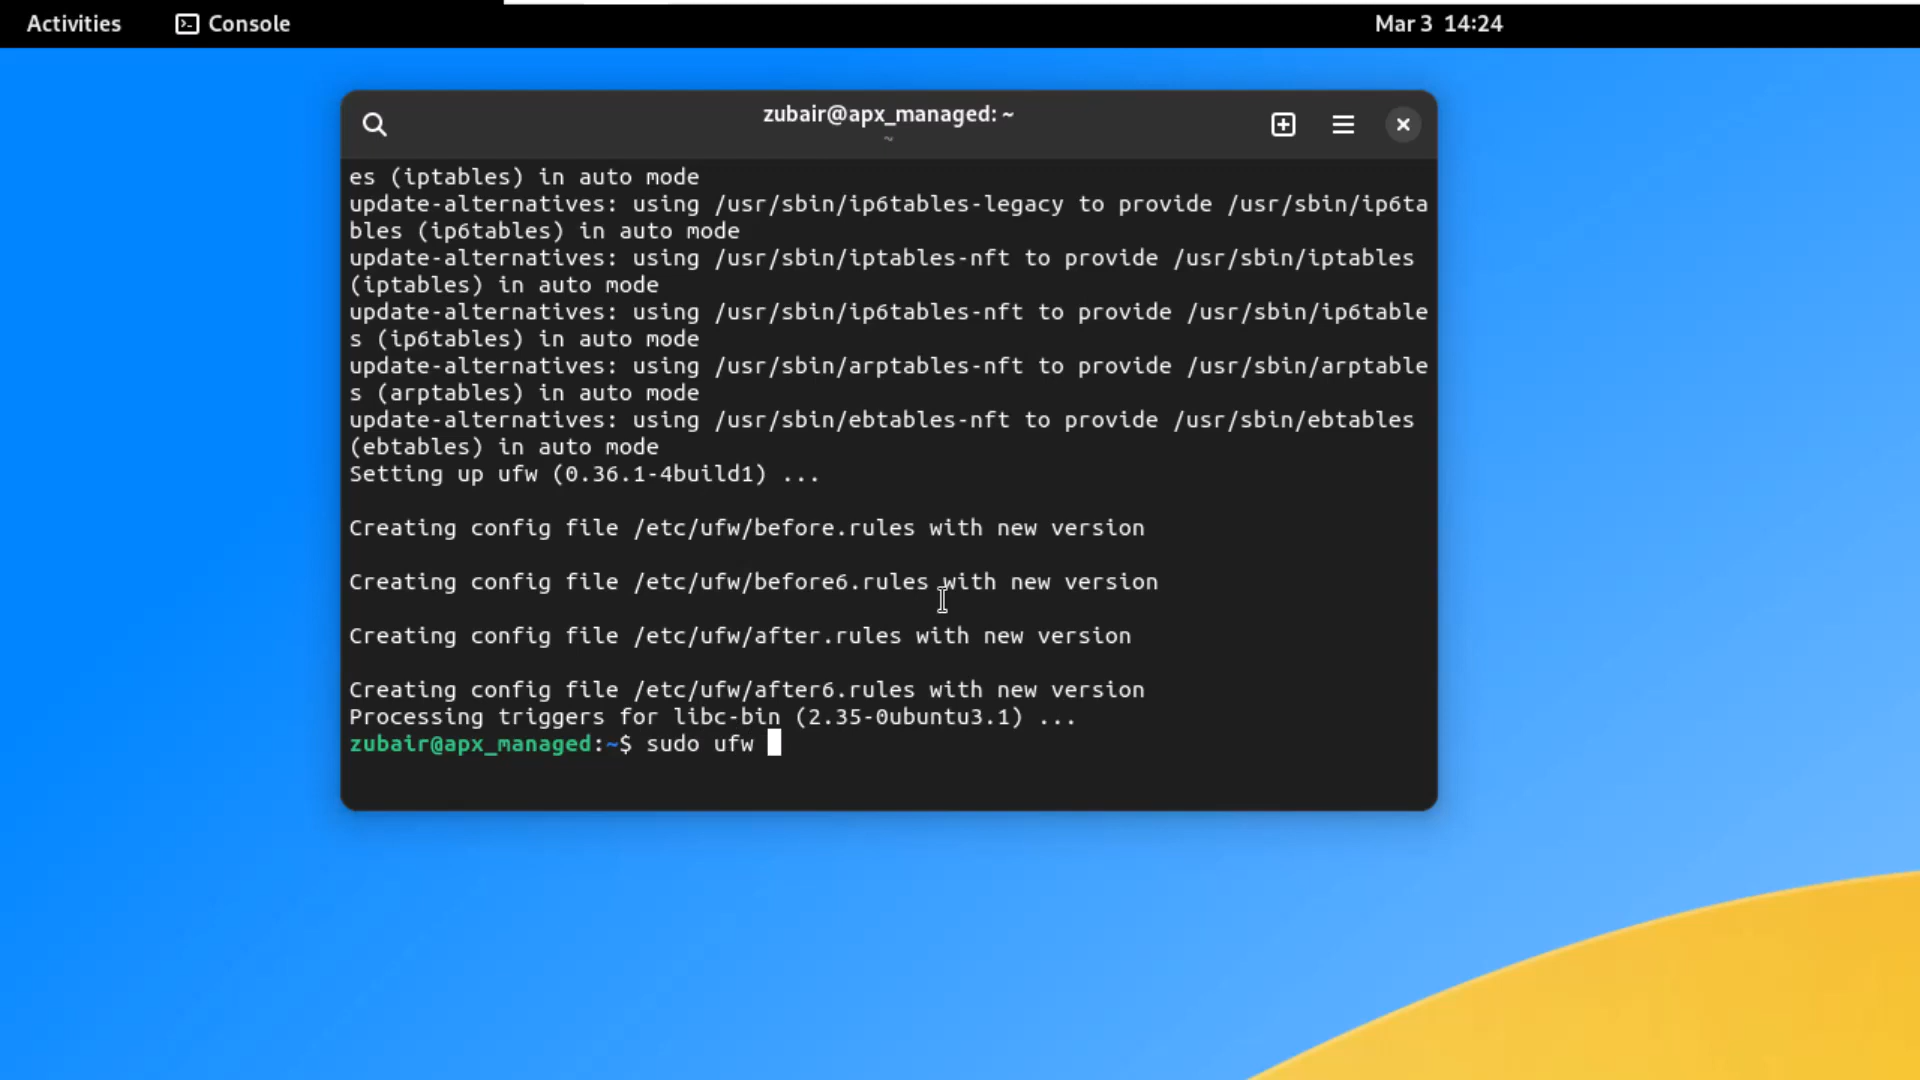 Activities Console Mar 3 14:24
zubair@apx_managed: ~
~
es (iptables) in auto mode
update-alternatives: using /usr/sbin/ip6tables-legacy to provide /usr/sbin/ip6ta
bles (ip6tables) in auto mode
update-alternatives: using /usr/sbin/iptables-nft to provide /usr/sbin/iptables
(iptables) in auto mode
update-alternatives: using /usr/sbin/ip6tables-nft to provide /usr/sbin/ip6table
s (ip6tables) in auto mode
update-alternatives: using /usr/sbin/arptables-nft to provide /usr/sbin/arptable
s (arptables) in auto mode
update-alternatives: using /usr/sbin/ebtables-nft to provide /usr/sbin/ebtables
(ebtables) in auto mode
Setting up ufw (0.36.1-4build1) ...
Creating config file /etc/ufw/before.rules with new version
Creating config file /etc/ufw/before6.rules with new version
Creating config file /etc/ufw/after.rules with new version
Creating config file /etc/ufw/after6.rules with new version
Processing triggers for libc-bin (2.35-0ubuntu3.1) ...
zubair@apx_managed:~$ sudo ufw